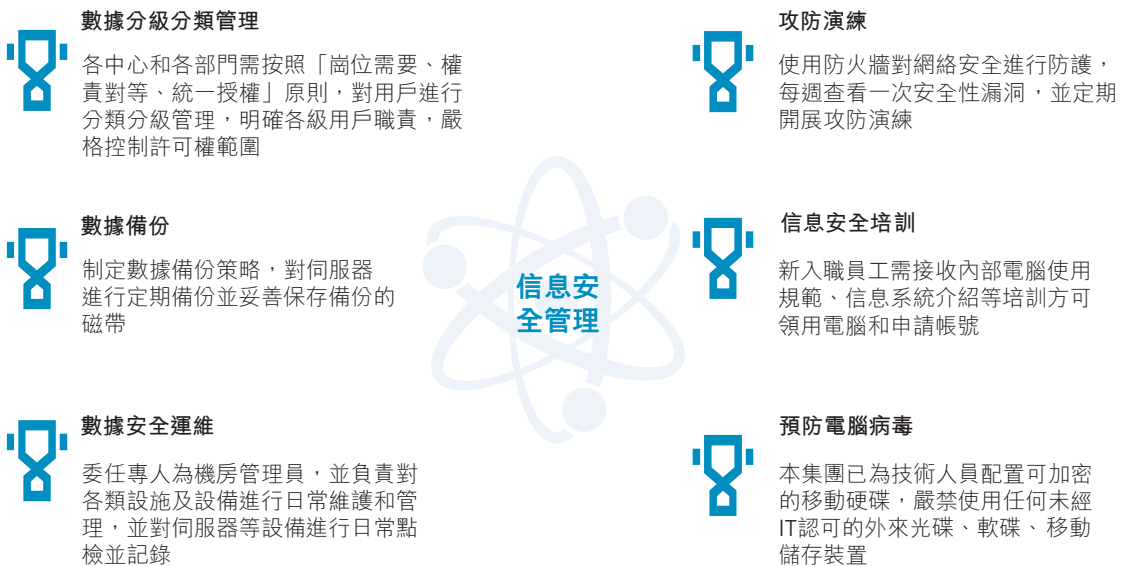 數據分級分類管理
各中心和各部門需按照「崗位需要、權
責對等、統一授權」原則，對用戶進行
分類分級管理，明確各級用戶職責，嚴
格控制許可權範圍
數據備份
制定數據備份策略，對伺服器
進行定期備份並妥善保存備份的
磁帶
數據安全運維
委任專人為機房管理員，並負責對
各類設施及設備進行日常維護和管
理，並對伺服器等設備進行日常點
檢並記錄
信息安
全管理
攻防演練
使用防火牆對網絡安全進行防護，
每週查看一次安全性漏洞，並定期
開展攻防演練
信息安全培訓
新入職員工需接收內部電腦使用
規範、信息系統介紹等培訓方可
領用電腦和申請帳號
預防電腦病毒
本集團已為技術人員配置可加密
的移動硬碟，嚴禁使用任何未經
IT認可的外來光碟、軟碟、移動
儲存裝置